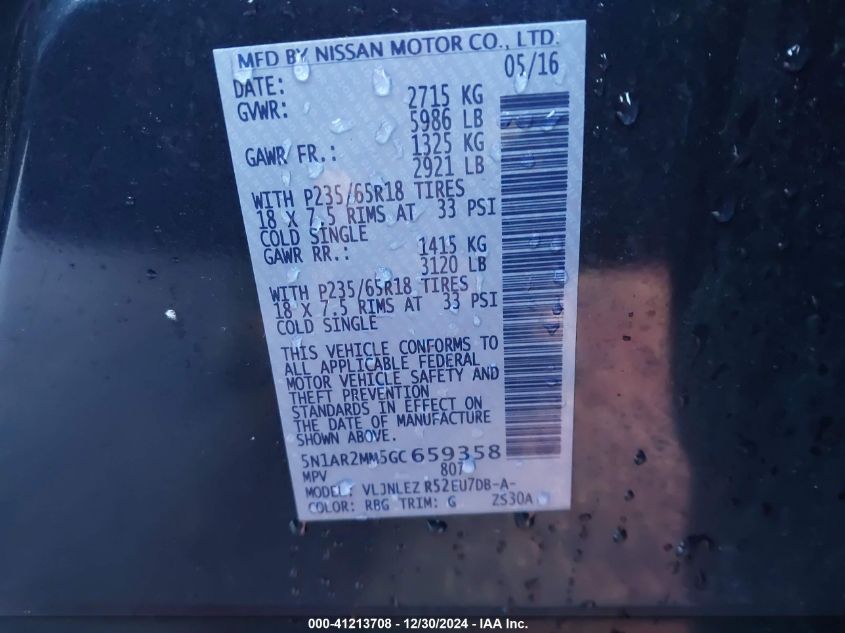 MFD BY NISSAN MOTOR CO., LTD.
DATE: 05/16
GVWR: 2715 KG
5986 LB
GAWR FR.: 1325 KG
2921 LB
WITH P235/65R18 TIRES
18 X 7.5 RIMS AT 33 PSI
COLD SINGLE
GAWR RR.: 1415 KG
3120 LB
WITH P235/65R18 TIRES
18 X 7.5 RIMS AT 33 PSI
COLD SINGLE
THIS VEHICLE CONFORMS TO
ALL APPLICABLE FEDERAL
MOTOR VEHICLE SAFETY AND
THEFT PREVENTION
STANDARDS IN EFFECT ON
THE DATE OF MANUFACTURE
SHOWN ABOVE.
5N1AR2MM5GC659358
MPV 807
MODEL: VLJNLEZ R52EU7DB-A-
COLOR: RBG TRIM: G ZS30A
000-41213708 - 12/30/2024 - IAA Inc.